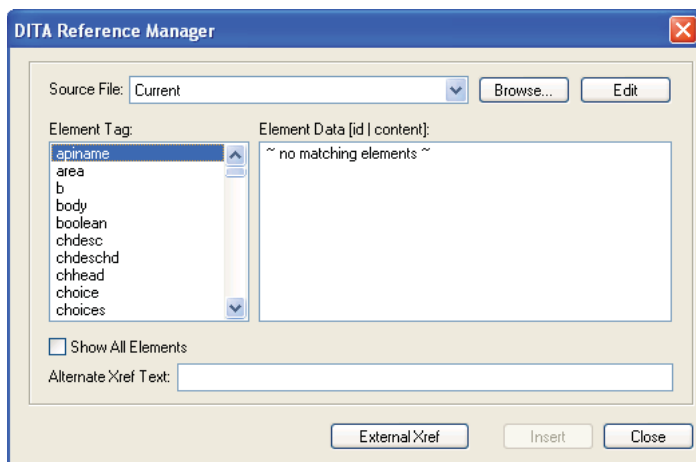 DITA Reference Manager
Source File: Current Browse... Edit
Element Tag: Element Data [id | content]:
apiname ~ no matching elements ~
area
b
body
boolean
chdesc
chdeschd
chhead
choice
choices
Show All Elements
Alternate Xref Text:
External Xref Insert Close